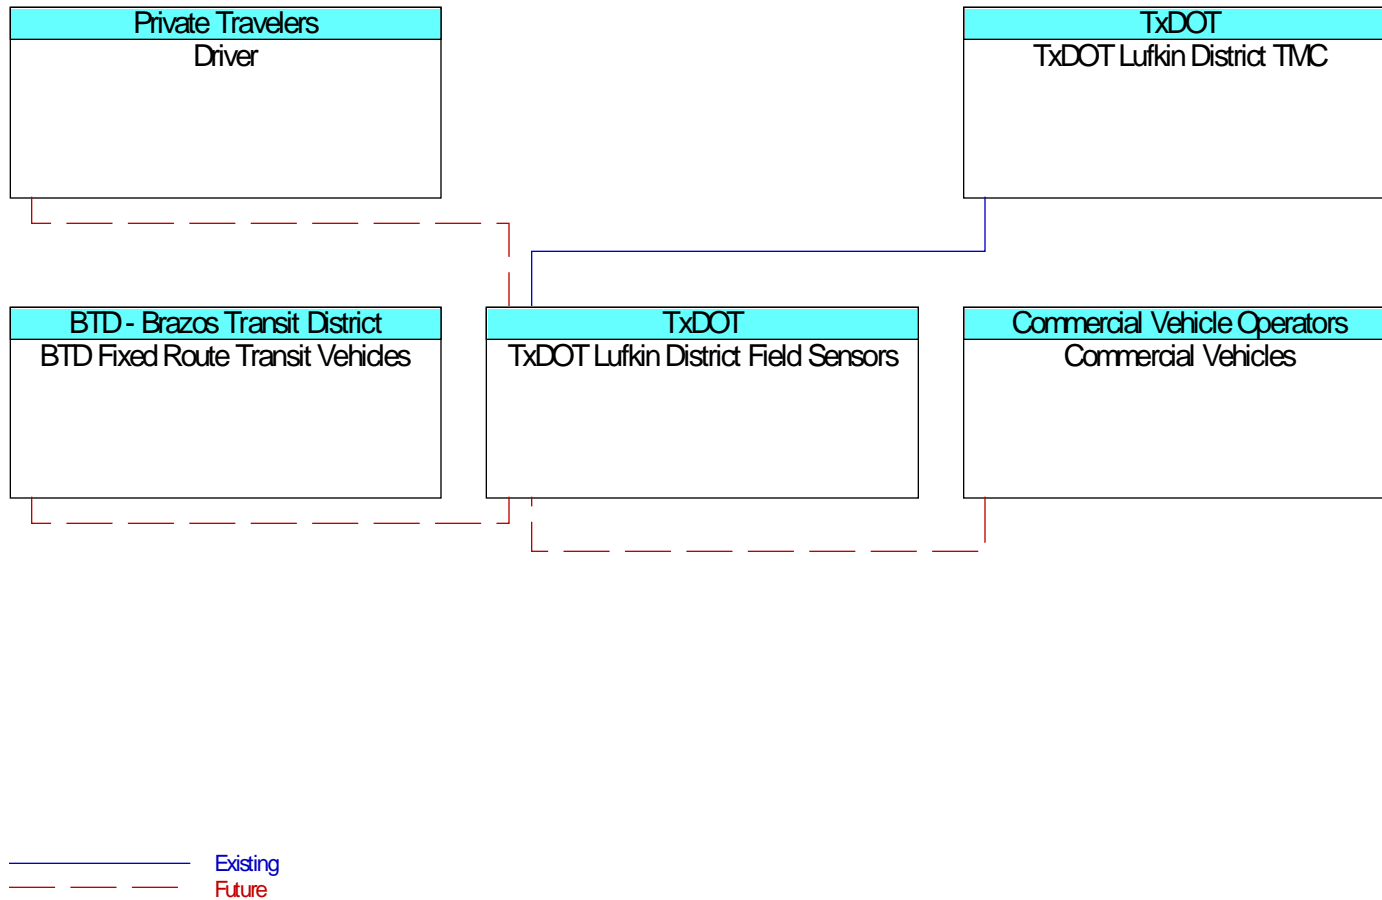 Private Travelers
Driver
TxDOT
TxDOT Lufkin District TMC
BTD - Brazos Transit District
BTD Fixed Route Transit Vehicles
TxDOT
TxDOT Lufkin District Field Sensors
Commercial Vehicle Operators
Commercial Vehicles
Existing
Future